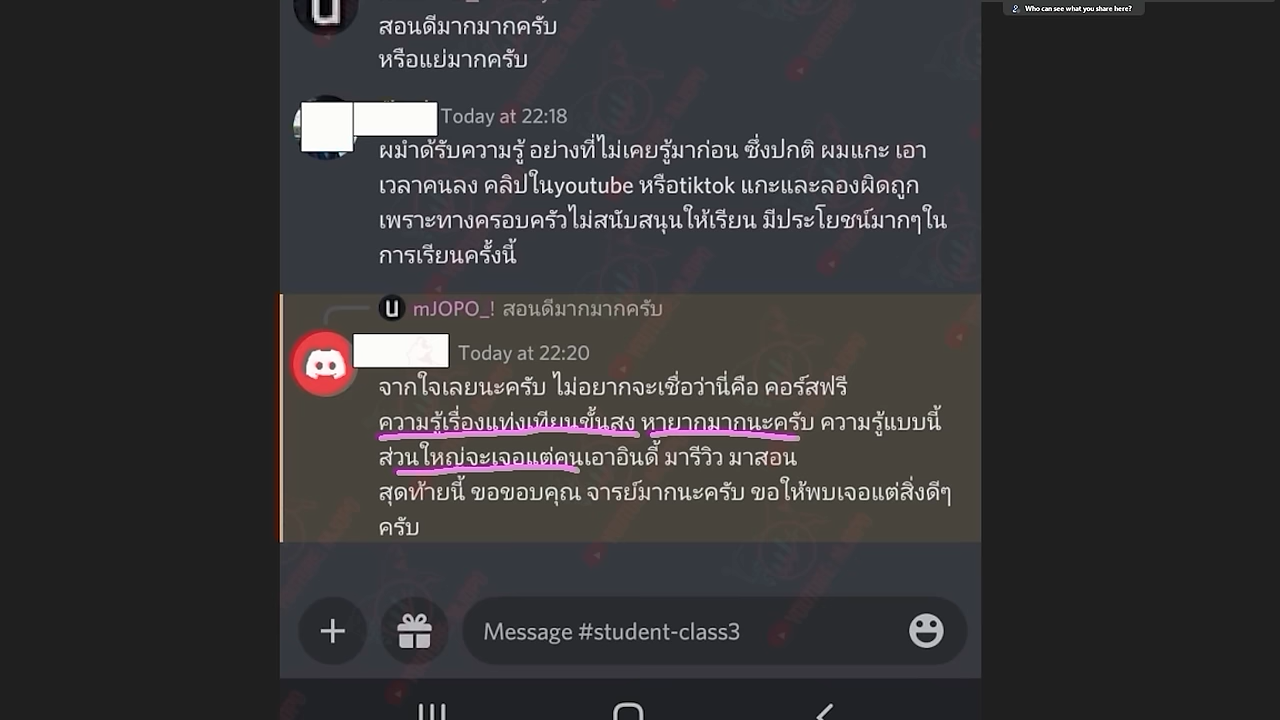 Who can see what you share here?
สอนดีมากมากครับ
หรือแย่มากครับ
Today at 22:18
ผมำด้รับความรู้ อย่างที่ไม่เคยรู้มาก่อน ซึ่งปกติ ผมแกะ เอา
เวลาคนลง คลิปในyoutube หรือtiktok แกะและลองผิดถูก
เพราะทางครอบครัวไม่สนับสนุนให้เรียน มีประโยชน์มากๆใน
การเรียนครั้งนี้
mJOPO_! สอนดีมากมากครับ
Today at 22:20
จากใจเลยนะครับ ไม่อยากจะเชื่อว่านี่คือ คอร์สฟรี
ความรู้เรื่องแท่งเทียนขั้นสูง หายากมากนะครับ ความรู้แบบนี้
ส่วนใหญ่จะเจอแต่คนเอาอินดี้ มารีวิว มาสอน
สุดท้ายนี้ ขอขอบคุณ จารย์มากนะครับ ขอให้พบเจอแต่สิ่งดีๆ
ครับ
Message #student-class3